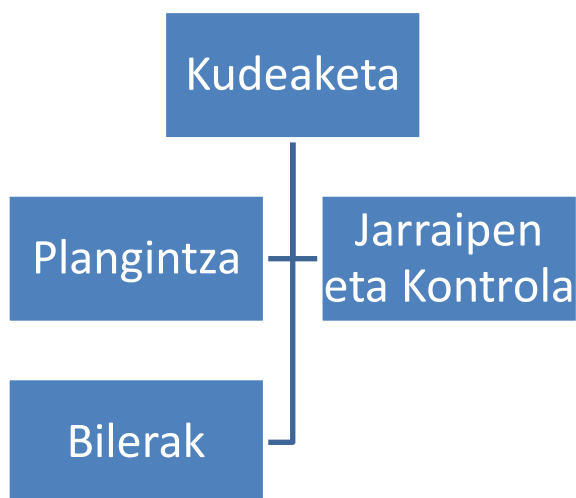 Kudeaketa
Plangintza
Jarraipen
eta Kontrola
Bilerak